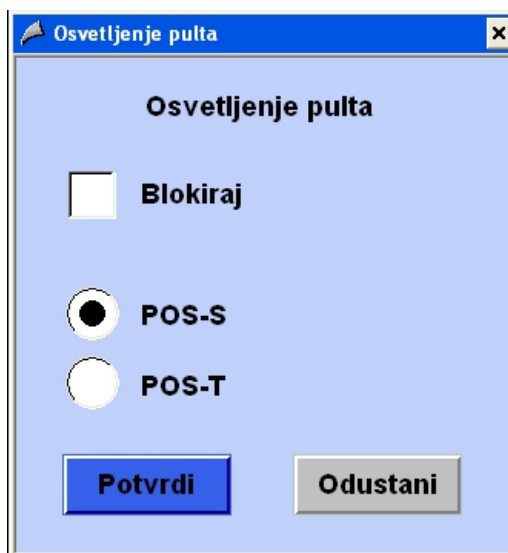 Osvetljenje pulta
Osvetljenje pulta
Blokiraj
POS-S
POS-T
Potvrdi Odustani